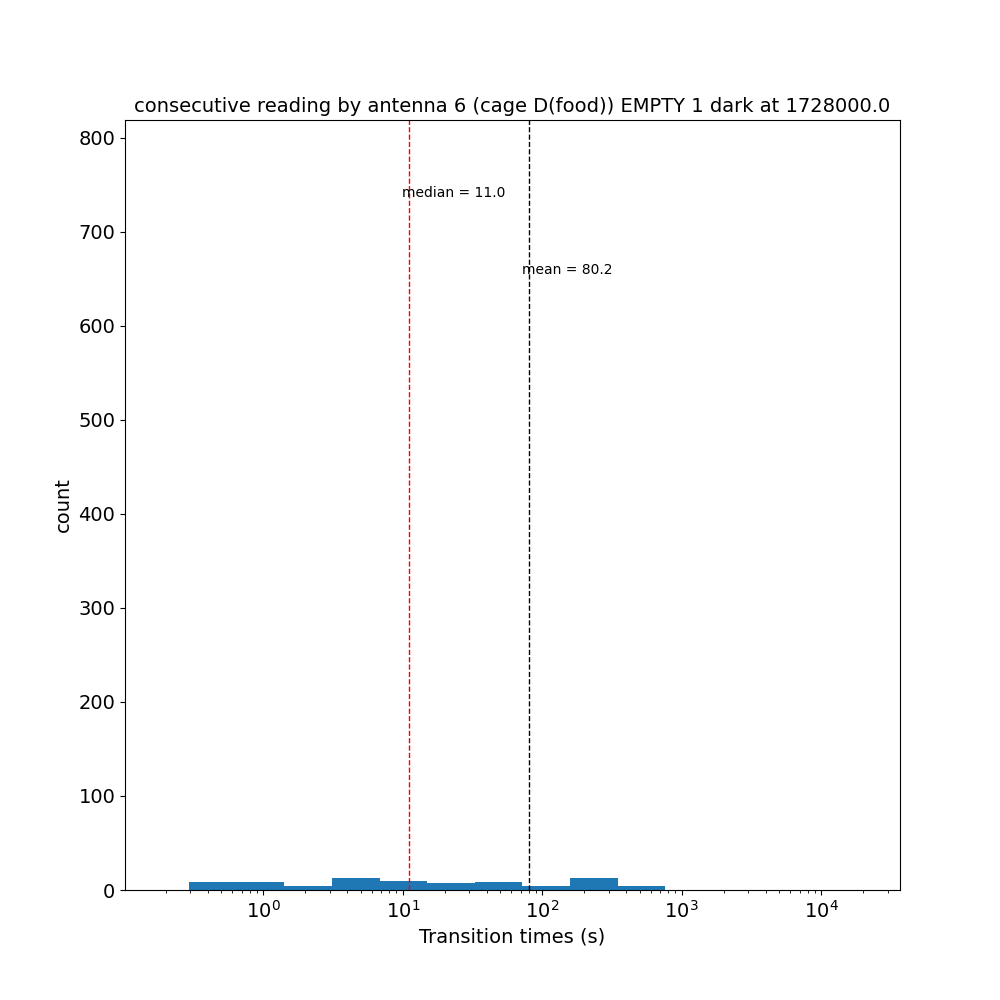 consecutive reading by antenna 6 (cage D(food)) EMPTY 1 dark at 1728000.0
800
median = 11.0
700
mean = 80.2
600
500
count
400
300
200
100
0
10⁰ 10¹ 10² 10³ 10⁴
Transition times (s)